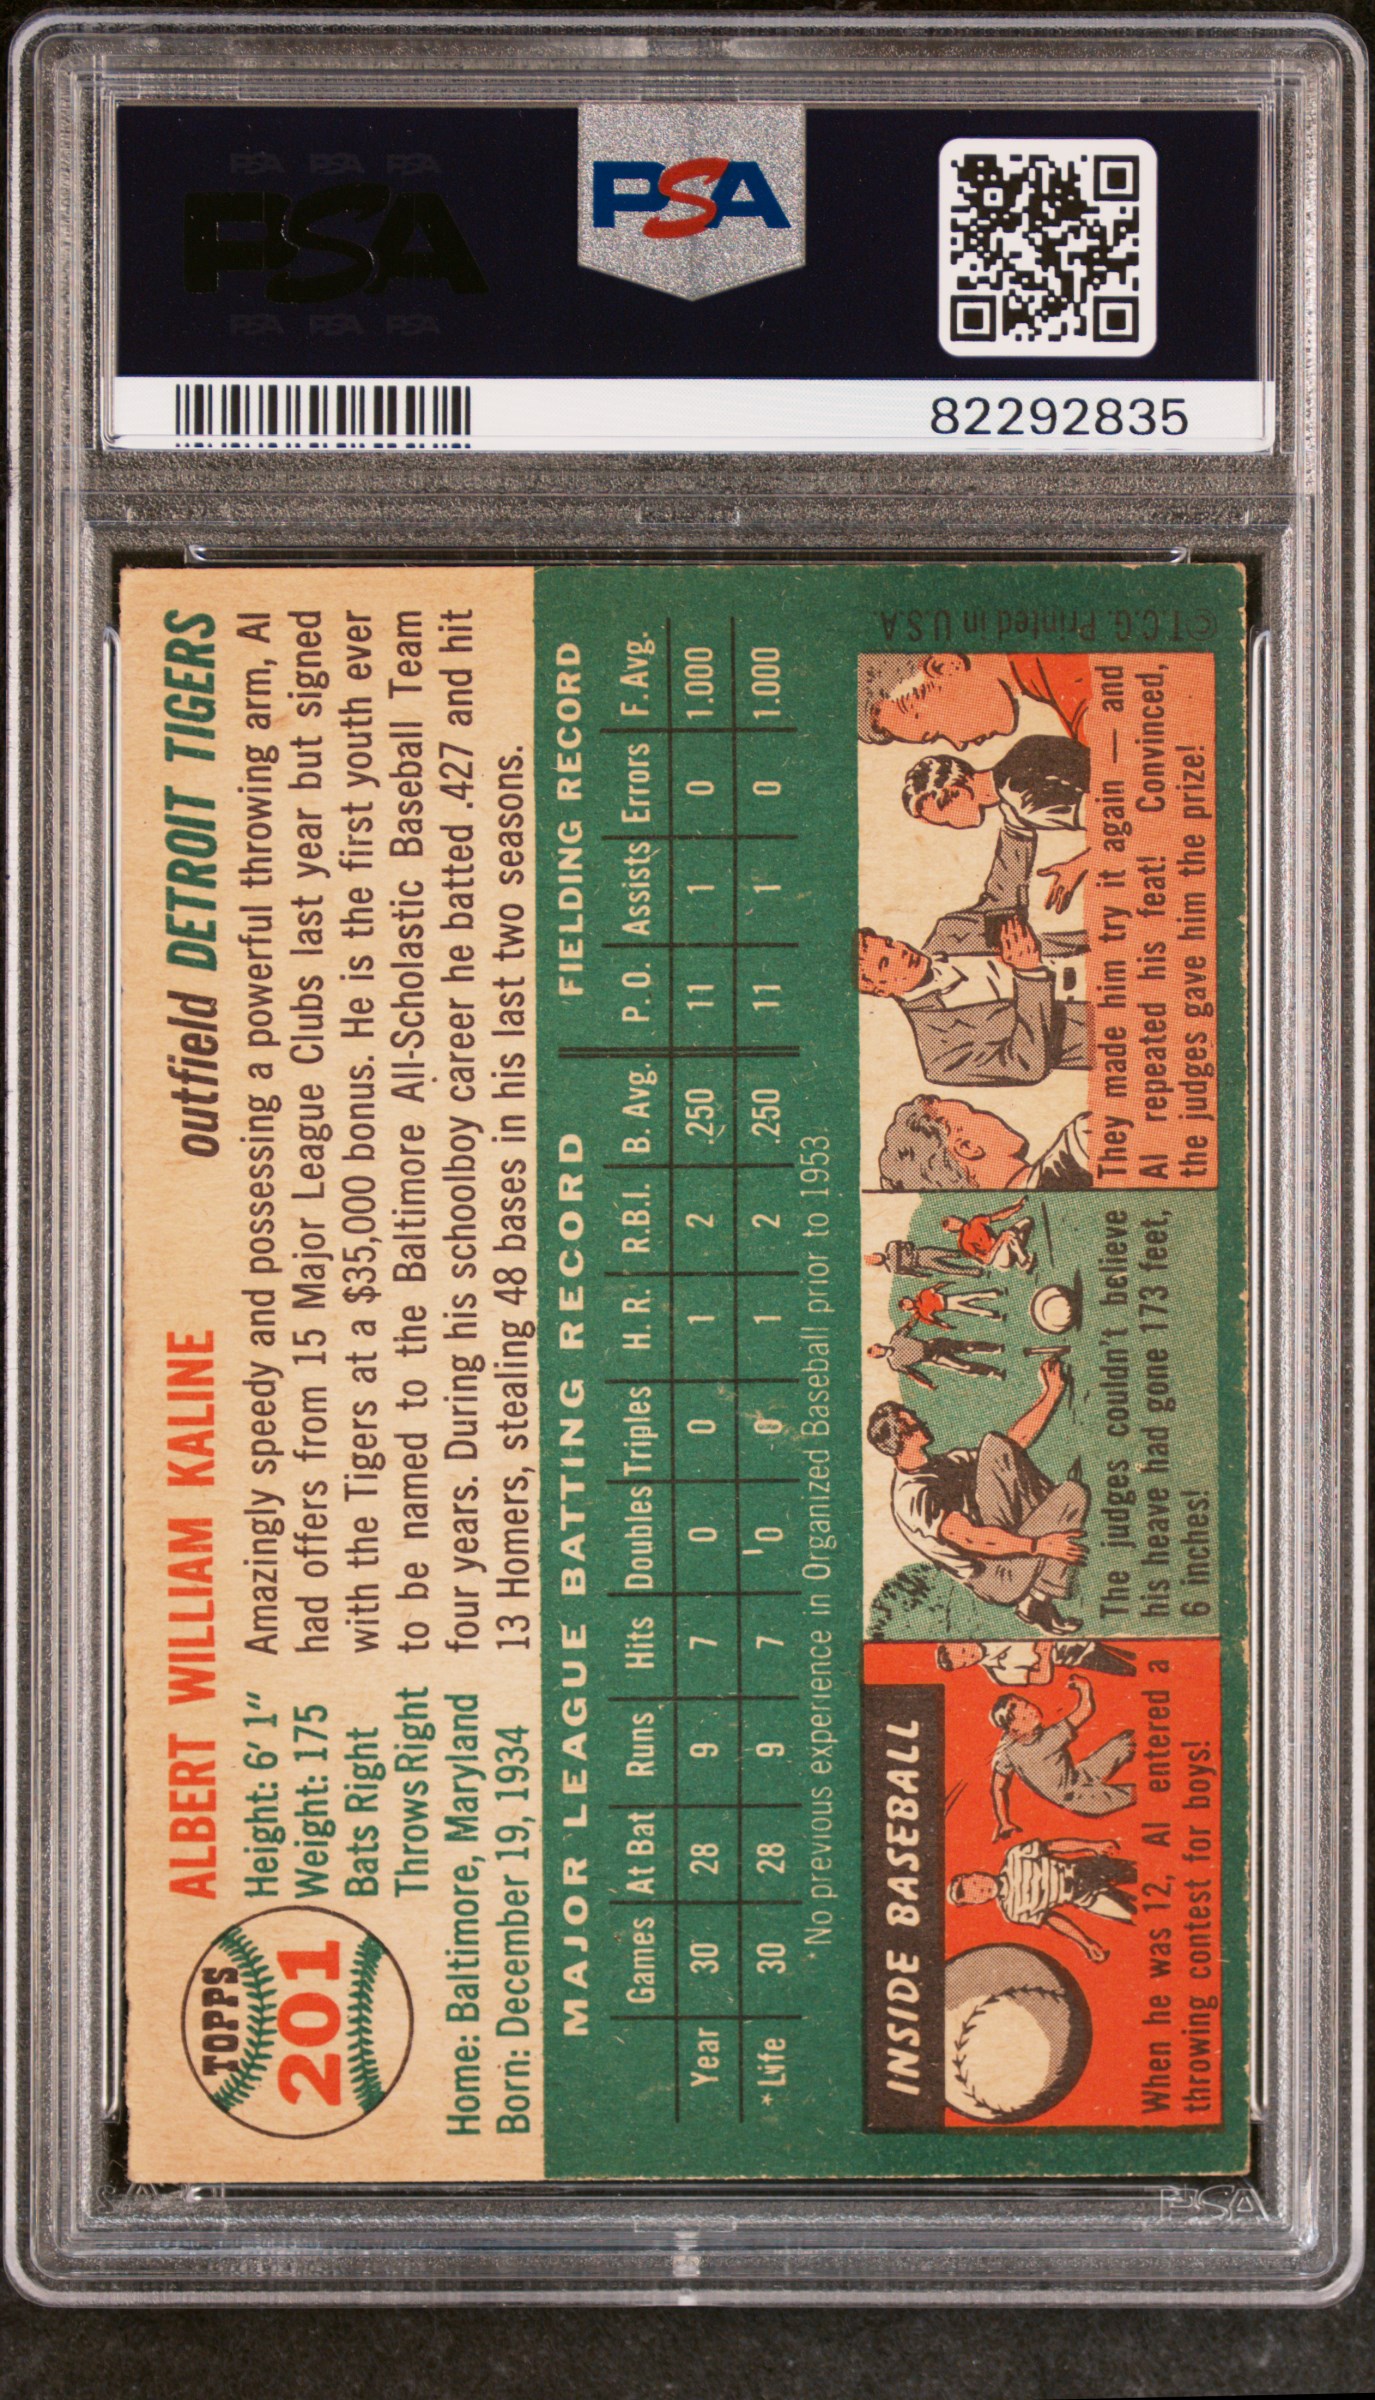 PSA PSA PSA
PSA
PSA PSA PSA
PSA
82292835
TOPPS
201
ALBERT WILLIAM KALINE
outfield DETROIT TIGERS
Height: 6' 1"
Weight: 175
Bats Right
Throws Right
Home: Baltimore, Maryland
Born: December 19, 1934
Amazingly speedy and possessing a powerful throwing arm, Al
had offers from 15 Major League Clubs last year but signed
with the Tigers at a $35,000 bonus. He is the first youth ever
to be named to the Baltimore All-Scholastic Baseball Team
four years. During his schoolboy career he batted .427 and hit
13 Homers, stealing 48 bases in his last two seasons.
MAJOR LEAGUE BATTING RECORD FIELDING RECORD
Games At Bat Runs Hits Doubles Triples H.R. R.B.I. B. Avg. P.O. Assists Errors F. Avg.
Year 30 28 9 7 0 0 1 2 .250 11 1 0 1.000
*Life 30 28 9 7 0 0 1 2 .250 11 1 0 1.000
*No previous experience in Organized Baseball prior to 1953.
INSIDE BASEBALL
When he was 12, Al entered a
throwing contest for boys!
The judges couldn't believe
his heave had gone 173 feet,
6 inches!
They made him try it again — and
Al repeated his feat! Convinced,
the judges gave him the prize!
©T.C.G. Printed in U.S.A.
PSA